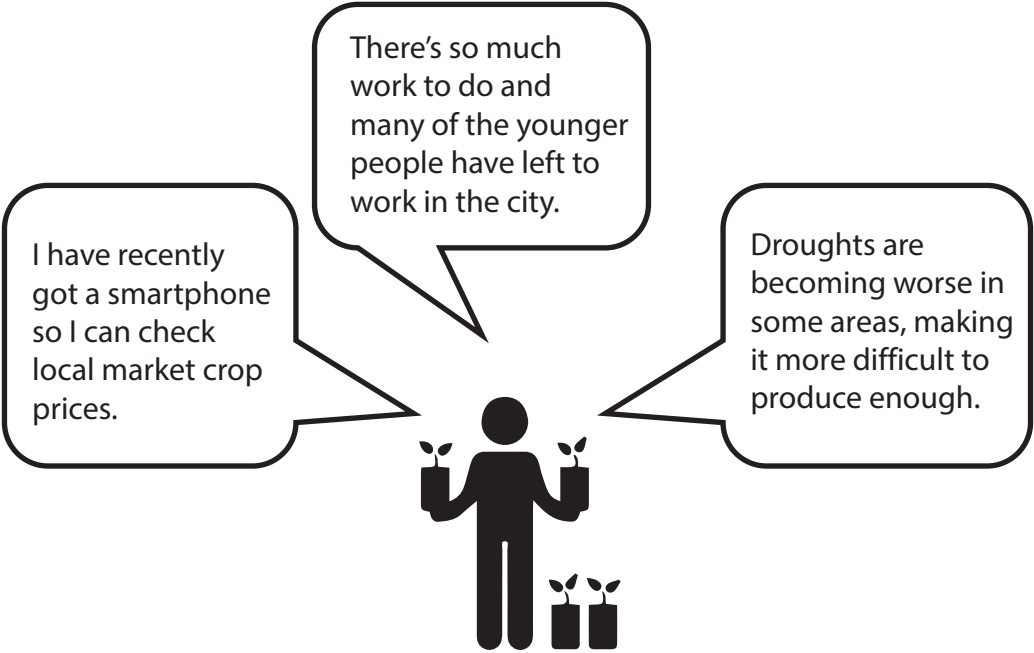 There’s so much
work to do and
many of the younger
people have left to
work in the city.
I have recently
got a smartphone
so I can check
local market crop
prices.
Droughts are
becoming worse in
some areas, making
it more difficult to
produce enough.